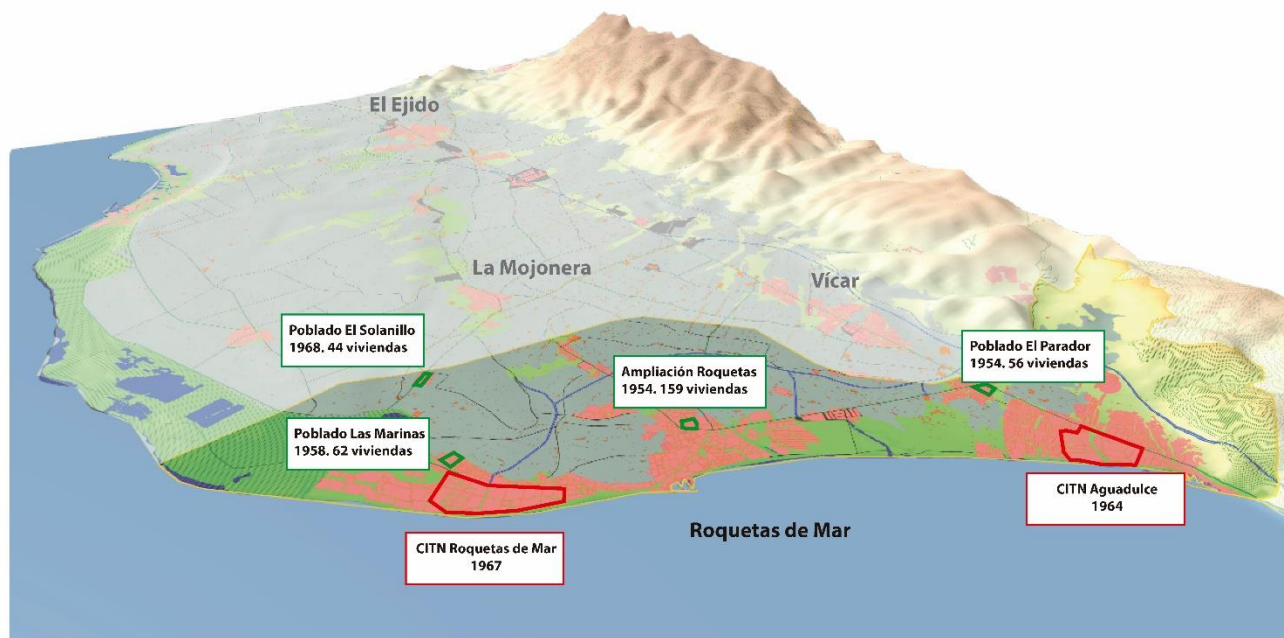 El Ejido
La Mojonera
Vícar
Poblado El Solanillo
1968. 44 viviendas
Ampliación Roquetas
1954. 159 viviendas
Poblado El Parador
1954. 56 viviendas
Poblado Las Marinas
1958. 62 viviendas
CITN Aguadulce
1964
Roquetas de Mar
CITN Roquetas de Mar
1967